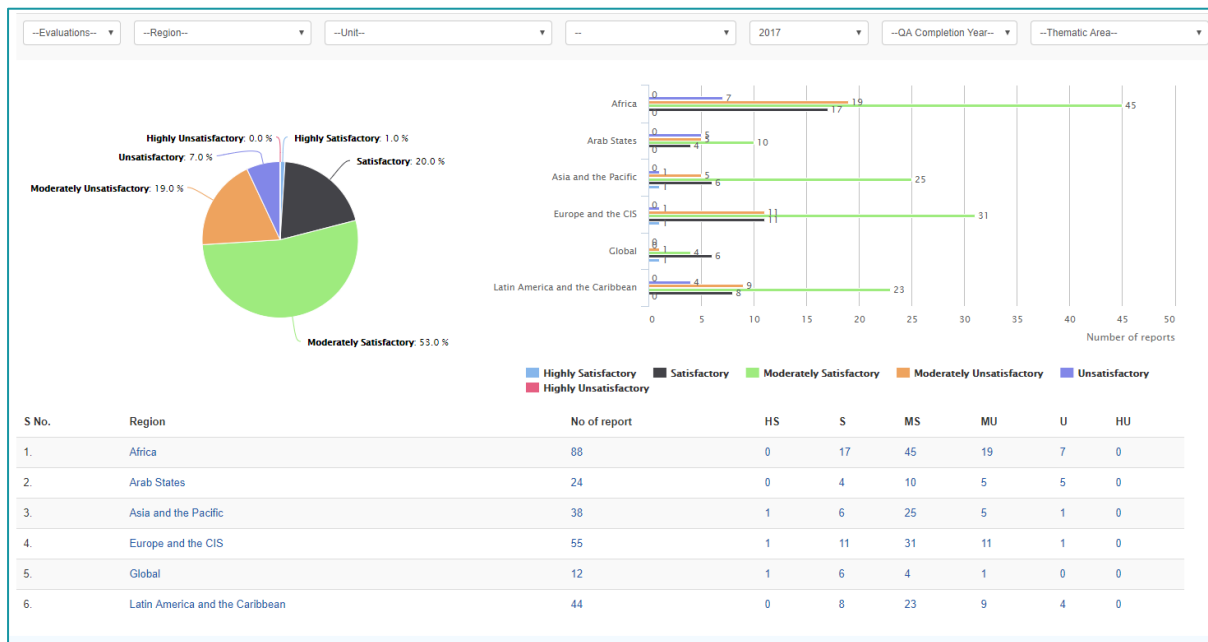 --Evaluations-- --Region-- --Unit-- -- 2017 --QA Completion Year-- --Thematic Area--
Highly Unsatisfactory: 0.0 % Highly Satisfactory: 1.0 %
Unsatisfactory: 7.0 % Satisfactory: 20.0 %
Moderately Unsatisfactory: 19.0 %
Moderately Satisfactory: 53.0 %
Africa 0 7 19 45 17 0
Arab States 0 5 5 10 4 0
Asia and the Pacific 0 1 5 25 6 1
Europe and the CIS 0 1 11 31 11 1
Global 0 0 1 4 6 1
Latin America and the Caribbean 0 4 9 23 8 0
0 5 10 15 20 25 30 35 40 45 50
Number of reports
Highly Satisfactory Satisfactory Moderately Satisfactory Moderately Unsatisfactory Unsatisfactory
Highly Unsatisfactory
S No. Region No of report HS S MS MU U HU
1. Africa 88 0 17 45 19 7 0
2. Arab States 24 0 4 10 5 5 0
3. Asia and the Pacific 38 1 6 25 5 1 0
4. Europe and the CIS 55 1 11 31 11 1 0
5. Global 12 1 6 4 1 0 0
6. Latin America and the Caribbean 44 0 8 23 9 4 0